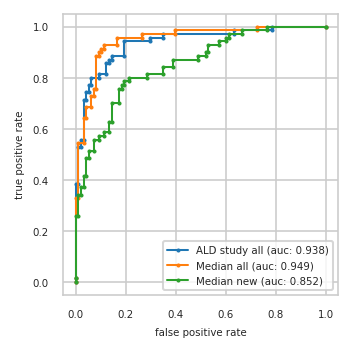 1.0
0.8
0.6
0.4
0.2
0.0
true positive rate
ALD study all (auc: 0.938)
Median all (auc: 0.949)
Median new (auc: 0.852)
0.0 0.2 0.4 0.6 0.8 1.0
false positive rate